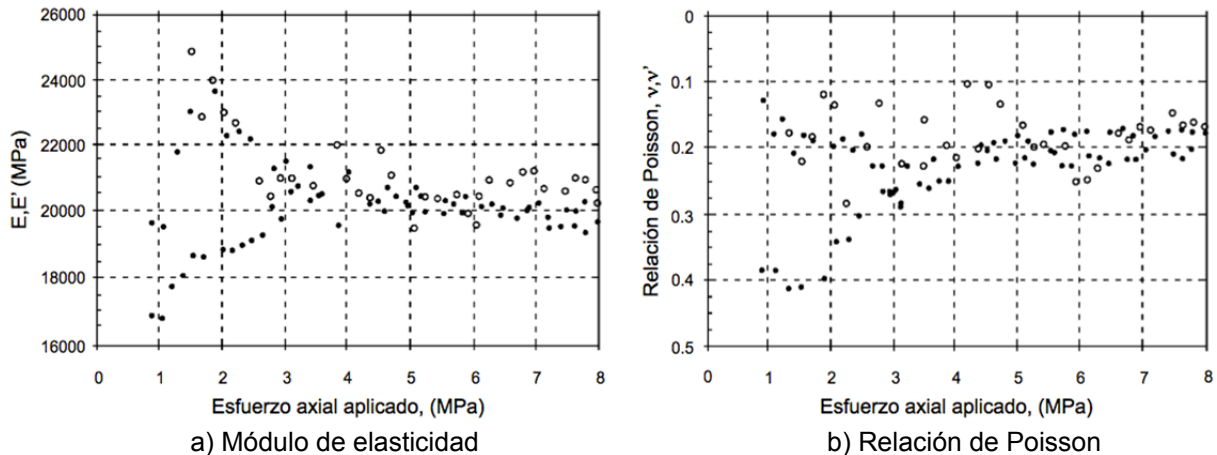 26000
24000
22000
20000
18000
16000
E,E' (MPa)
0 1 2 3 4 5 6 7 8
Esfuerzo axial aplicado, (MPa)
a) Módulo de elasticidad
0
0.1
0.2
0.3
0.4
0.5
Relación de Poisson, ν,ν'
0 1 2 3 4 5 6 7 8
Esfuerzo axial aplicado, (MPa)
b) Relación de Poisson